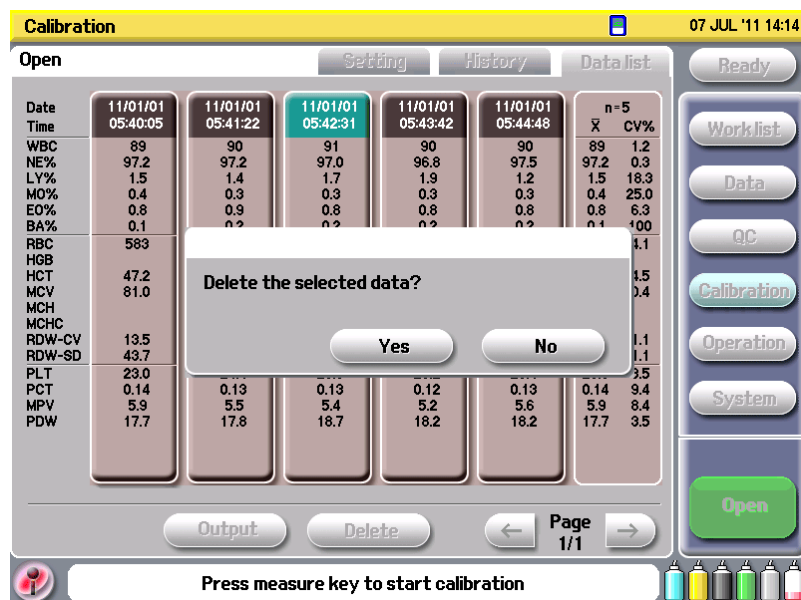 Calibration 07 JUL '11 14:14
Open Setting History Data list Ready
Date 11/01/01 11/01/01 11/01/01 11/01/01 11/01/01 n=5
Time 05:40:05 05:41:22 05:42:31 05:43:42 05:44:48 X̅ CV%
WBC 89 90 91 90 90 89 1.2
NE% 97.2 97.2 97.0 96.8 97.5 97.2 0.3
LY% 1.5 1.4 1.7 1.9 1.2 1.5 18.3
MO% 0.4 0.3 0.3 0.3 0.3 0.4 25.0
EO% 0.8 0.9 0.8 0.8 0.8 0.8 6.3
BA% 0.1
RBC 583
HGB
HCT 47.2
MCV 81.0
MCH
MCHC
RDW-CV 13.5
RDW-SD 43.7
PLT 23.0
PCT 0.14 0.13 0.13 0.12 0.13 0.14 9.4
MPV 5.9 5.5 5.4 5.2 5.6 5.9 8.4
PDW 17.7 17.8 18.7 18.2 18.2 17.7 3.5
Delete the selected data?
Yes No
Output Delete ← Page →
1/1
Work list
Data
QC
Calibration
Operation
System
Open
Press measure key to start calibration